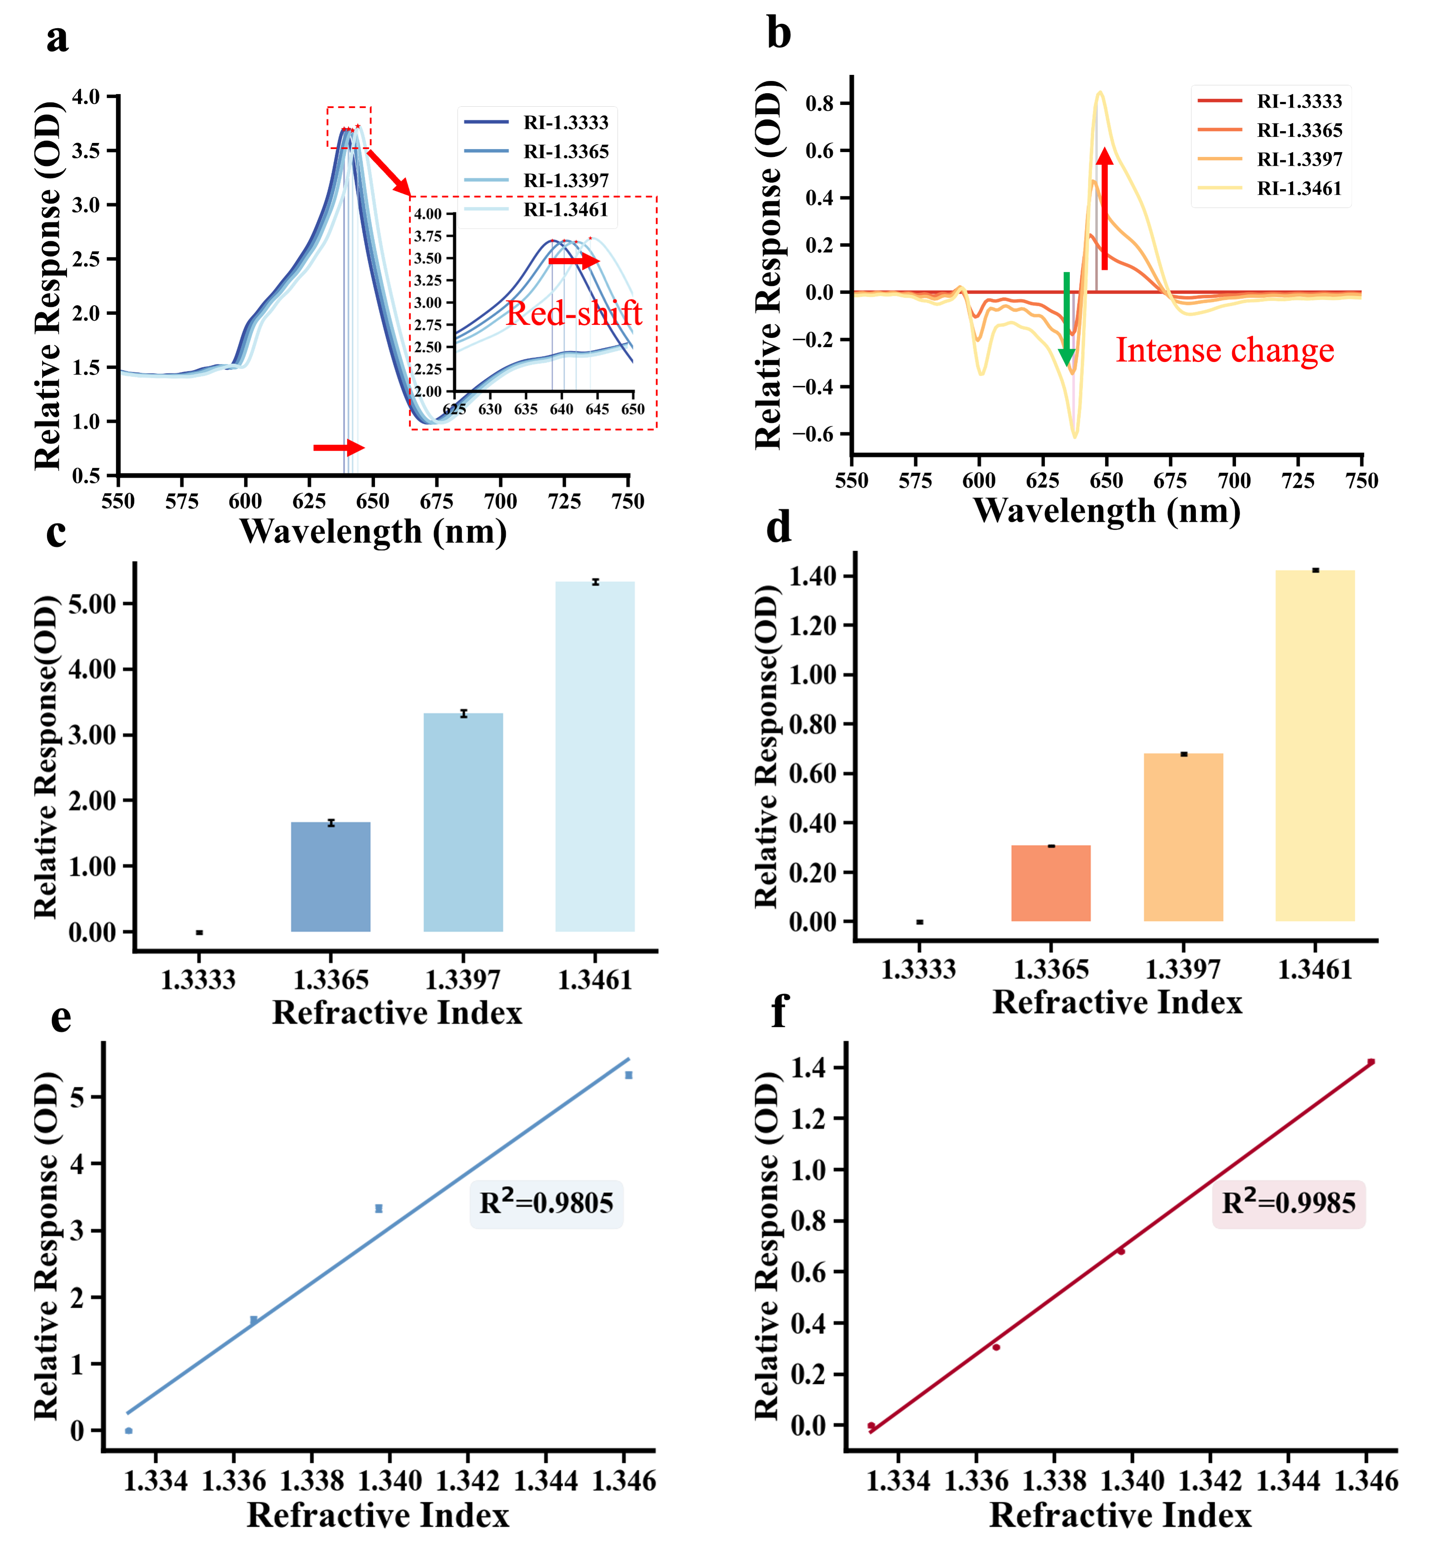 a
Relative Response (OD)
4.0
3.5
3.0
2.5
2.0
1.5
1.0
0.5
550 575 600 625 650 675 700 725 750
Wavelength (nm)
RI-1.3333
RI-1.3365
RI-1.3397
RI-1.3461
4.00
3.75
3.50
3.25
3.00
2.75
2.50
2.25
2.00
625 630 635 640 645 650
Red-shift
b
Relative Response (OD)
0.8
0.6
0.4
0.2
0.0
−0.2
−0.4
−0.6
550 575 600 625 650 675 700 725 750
Wavelength (nm)
RI-1.3333
RI-1.3365
RI-1.3397
RI-1.3461
Intense change
c
Relative Response(OD)
5.00
4.00
3.00
2.00
1.00
0.00
1.3333 1.3365 1.3397 1.3461
Refractive Index
d
Relative Response(OD)
1.40
1.20
1.00
0.80
0.60
0.40
0.20
0.00
1.3333 1.3365 1.3397 1.3461
Refractive Index
e
Relative Response (OD)
5
4
3
2
1
0
R²=0.9805
1.334 1.336 1.338 1.340 1.342 1.344 1.346
Refractive Index
f
Relative Response (OD)
1.4
1.2
1.0
0.8
0.6
0.4
0.2
0.0
R²=0.9985
1.334 1.336 1.338 1.340 1.342 1.344 1.346
Refractive Index